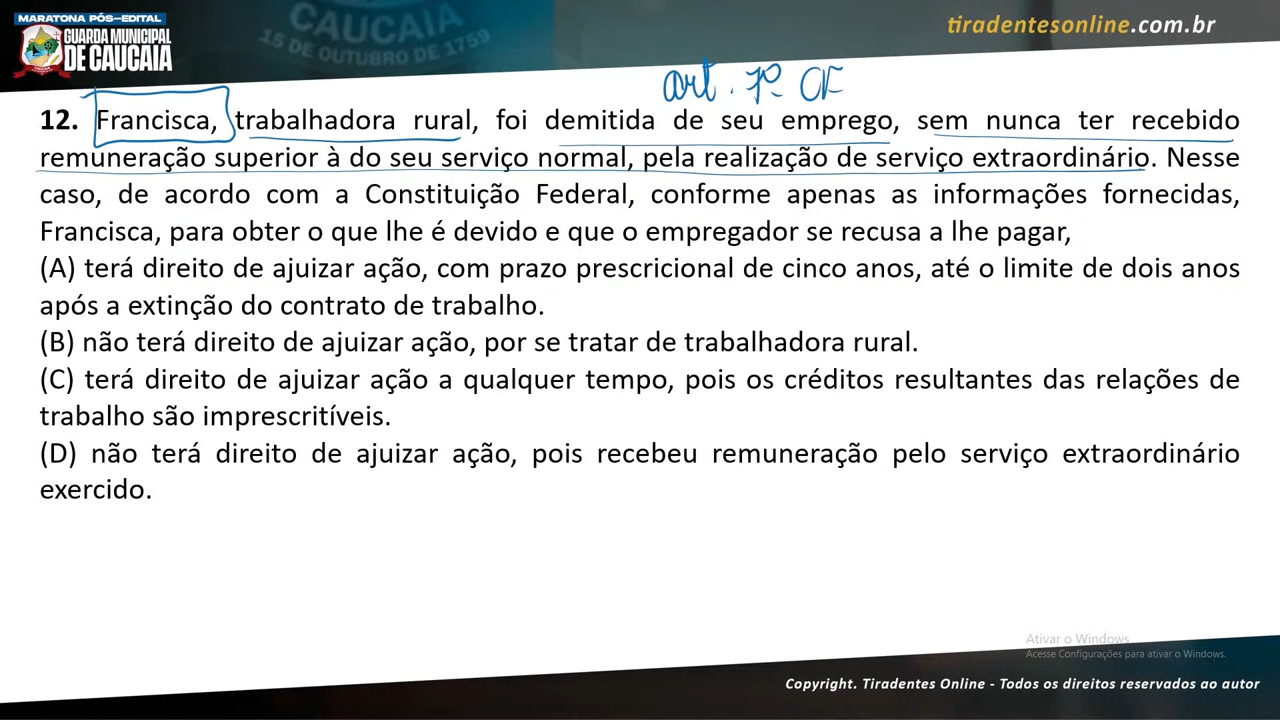 MARATONA PÓS-EDITAL
GUARDA MUNICIPAL
DE CAUCAIA
CAUCAIA
15 DE OUTUBRO DE 1759
tiradentesonline.com.br
art. 7º CF
12. Francisca, trabalhadora rural, foi demitida de seu emprego, sem nunca ter recebido
remuneração superior à do seu serviço normal, pela realização de serviço extraordinário. Nesse
caso, de acordo com a Constituição Federal, conforme apenas as informações fornecidas,
Francisca, para obter o que lhe é devido e que o empregador se recusa a lhe pagar,
(A) terá direito de ajuizar ação, com prazo prescricional de cinco anos, até o limite de dois anos
após a extinção do contrato de trabalho.
(B) não terá direito de ajuizar ação, por se tratar de trabalhadora rural.
(C) terá direito de ajuizar ação a qualquer tempo, pois os créditos resultantes das relações de
trabalho são imprescritíveis.
(D) não terá direito de ajuizar ação, pois recebeu remuneração pelo serviço extraordinário
exercido.
Ativar o Windows
Acesse Configurações para ativar o Windows.
Copyright. Tiradentes Online - Todos os direitos reservados ao autor